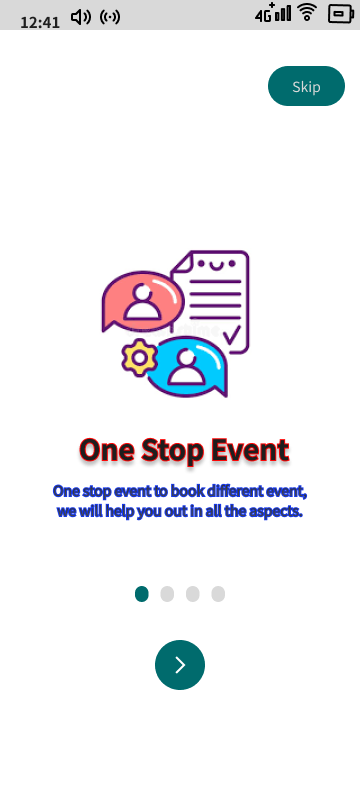 12:41
4G+
Skip
One Stop Event
One stop event to book different event,
we will help you out in all the aspects.